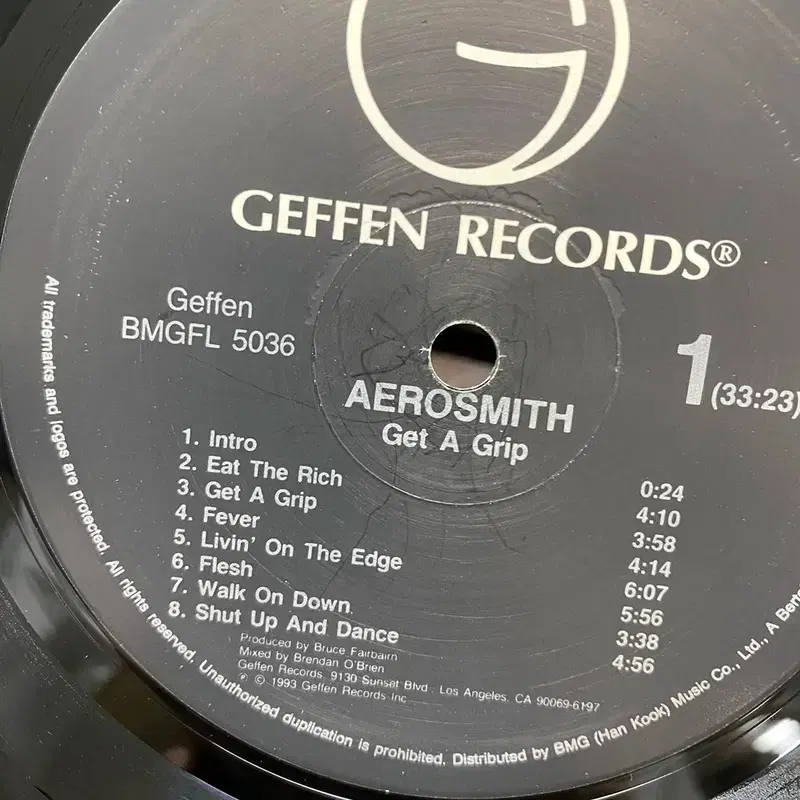 GEFFEN RECORDS®
Geffen
BMGFL 5036
1 (33:23)
AEROSMITH
Get A Grip
1. Intro 0:24
2. Eat The Rich 4:10
3. Get A Grip 3:58
4. Fever 4:14
5. Livin' On The Edge 6:07
6. Flesh 5:56
7. Walk On Down 3:38
8. Shut Up And Dance 4:56
Produced by Bruce Fairbairn
Mixed by Brendan O'Brien
Geffen Records, 9130 Sunset Blvd., Los Angeles, CA 90069-6197
℗ © 1993 Geffen Records Inc
All trademarks and logos are protected. All rights reserved. Unauthorized duplication is prohibited. Distributed by BMG (Han Kook) Music Co., Ltd., A